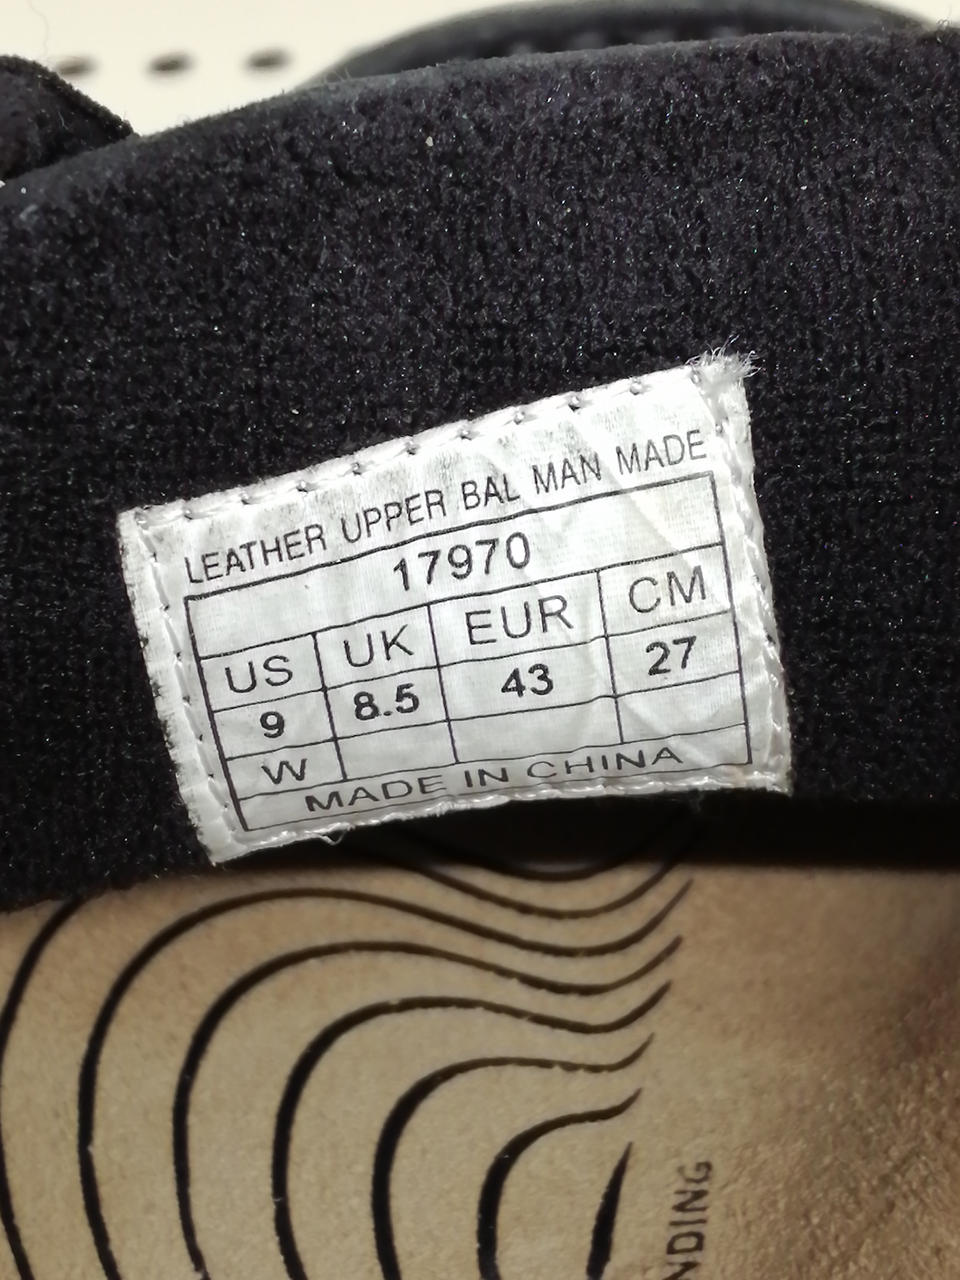 LEATHER UPPER BAL MAN MADE
17970
US UK EUR CM
9 8.5 43 27
W
MADE IN CHINA
NDING